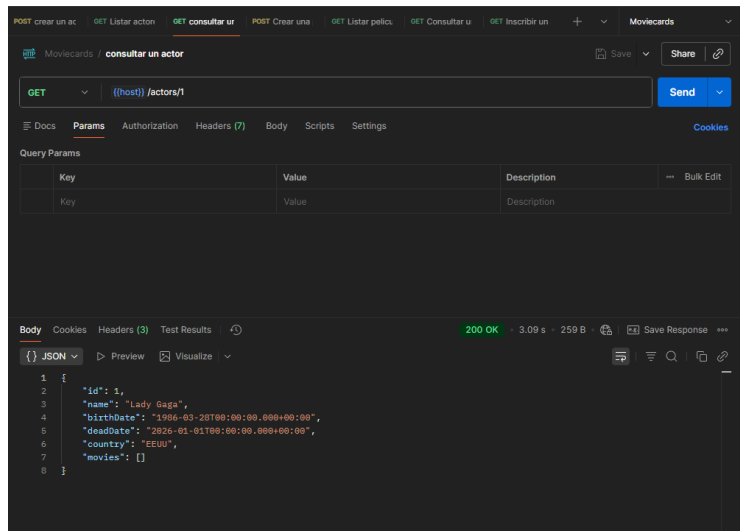 POST crear un ac GET Listar actore GET consultar ur POST Crear una GET Listar pelícu GET Consultar u GET Inscribir un Moviecards
HTTP Moviecards / consultar un actor Save Share
GET {{host}} /actors/1 Send
Docs Params Authorization Headers (7) Body Scripts Settings Cookies
Query Params
Key Value Description Bulk Edit
Key Value Description
Body Cookies Headers (3) Test Results 200 OK 3.09 s 259 B e.g. Save Response
{} JSON Preview Visualize
1 {
2 "id": 1,
3 "name": "Lady Gaga",
4 "birthDate": "1986-03-28T00:00:00.000+00:00",
5 "deadDate": "2026-01-01T00:00:00.000+00:00",
6 "country": "EEUU",
7 "movies": []
8 }